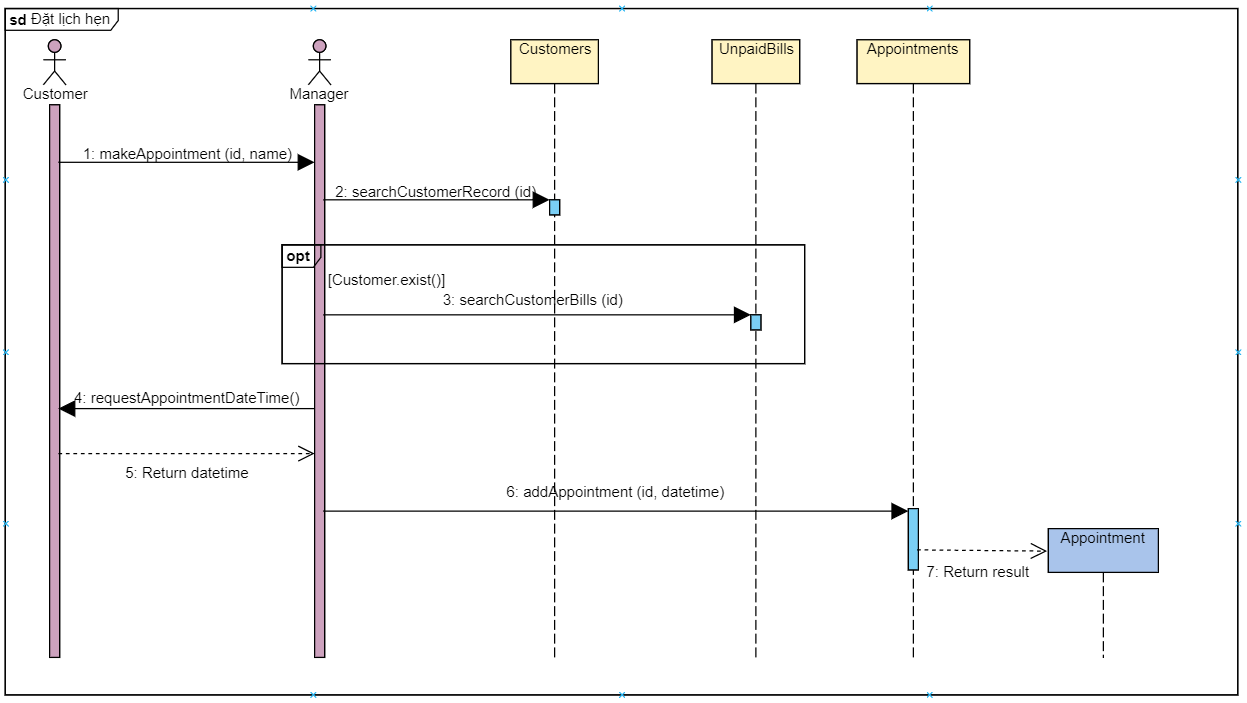 sd Đặt lịch hẹn
Customer
Manager
Customers
UnpaidBills
Appointments
1: makeAppointment (id, name)
2: searchCustomerRecord (id)
opt
[Customer.exist()]
3: searchCustomerBills (id)
4: requestAppointmentDateTime()
5: Return datetime
6: addAppointment (id, datetime)
Appointment
7: Return result